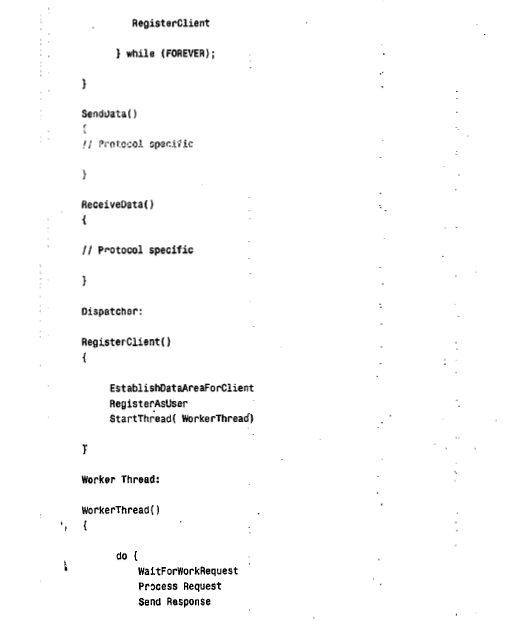 RegisterClient
} while (FOREVER);
}
SendData()
{
// Protocol specific
}
ReceiveData()
{
// Protocol specific
}
Dispatcher:
RegisterClient()
{
EstablishDataAreaForClient
RegisterAsUser
StartThread( WorkerThread)
}
Worker Thread:
WorkerThread()
{
do {
WaitForWorkRequest
Process Request
Send Response